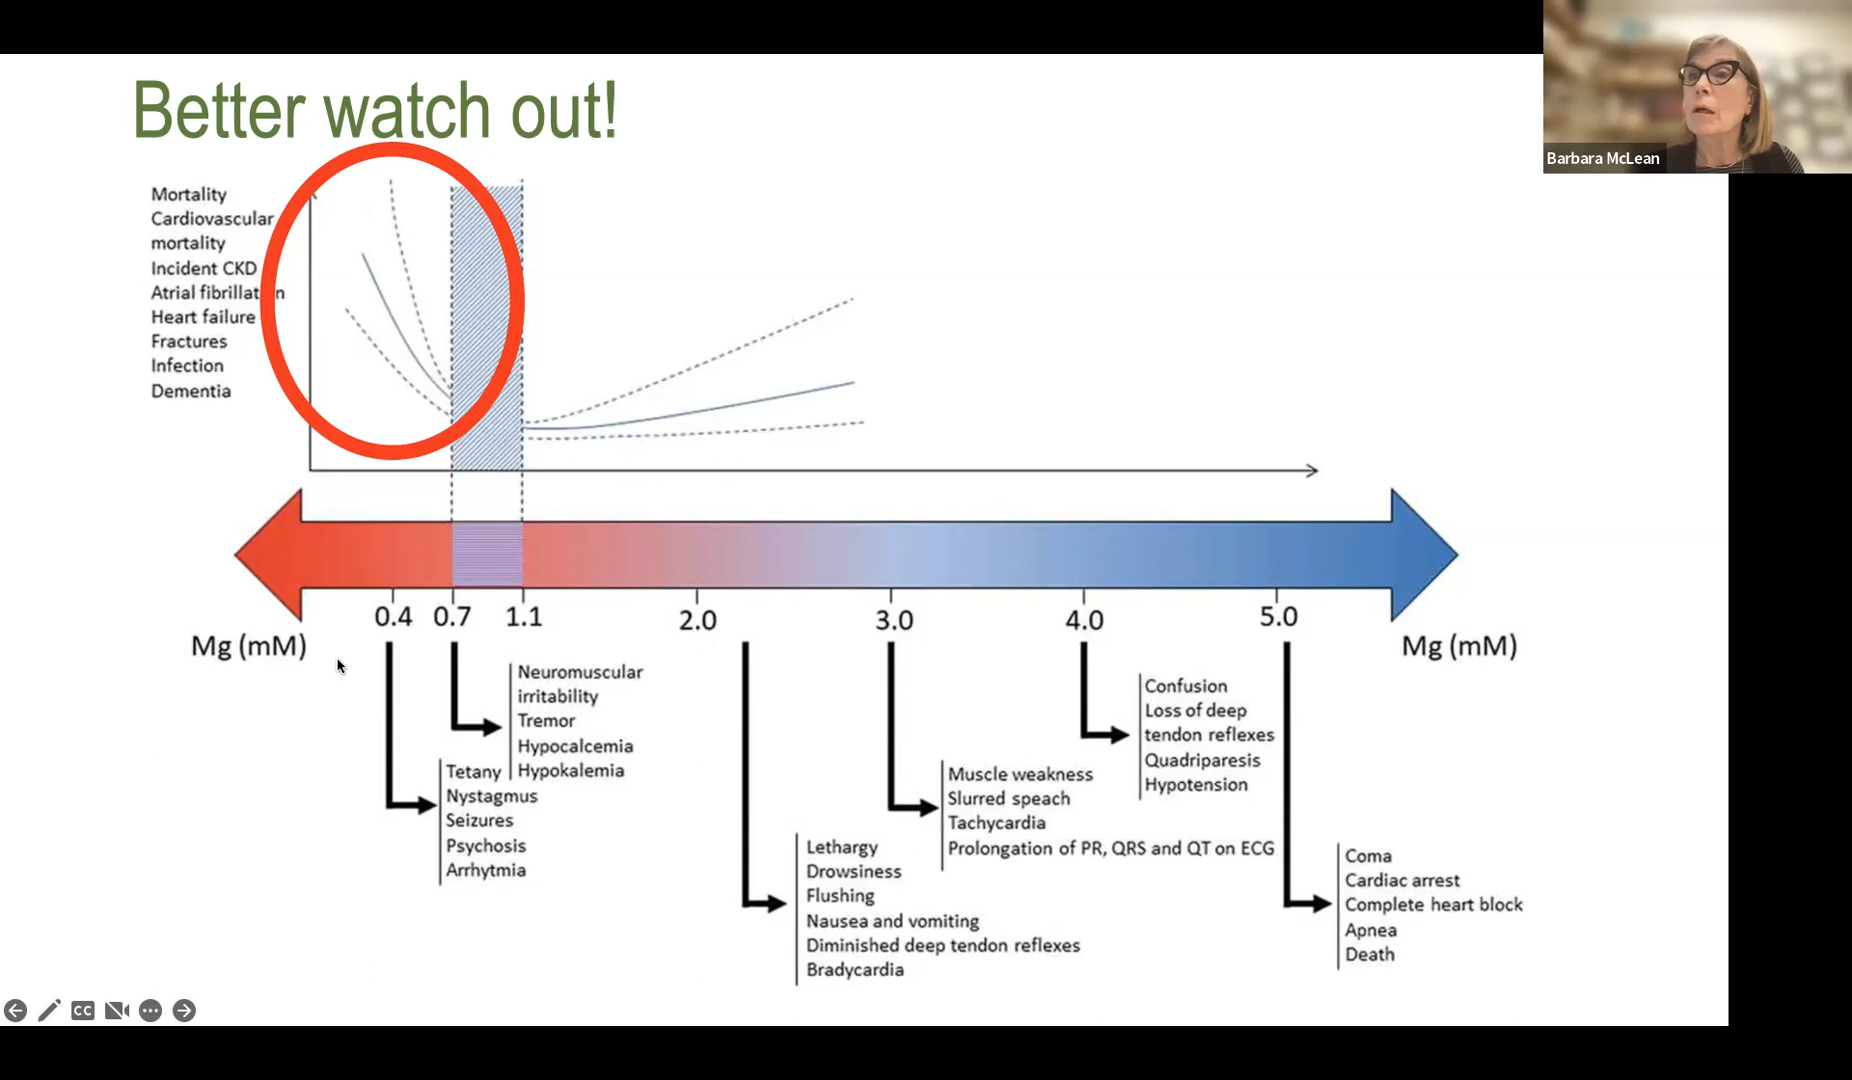 Better watch out!
Barbara McLean
Mortality
Cardiovascular
mortality
Incident CKD
Atrial fibrillat n
Heart failure
Fractures
Infection
Dementia
0.4 0.7 1.1 2.0 3.0 4.0 5.0
Mg (mM) Mg (mM)
Neuromuscular
irritability
Tremor
Hypocalcemia
Hypokalemia
Tetany
Nystagmus
Seizures
Psychosis
Arrhytmia
Lethargy
Drowsiness
Flushing
Nausea and vomiting
Diminished deep tendon reflexes
Bradycardia
Muscle weakness
Slurred speach
Tachycardia
Prolongation of PR, QRS and QT on ECG
Confusion
Loss of deep
tendon reflexes
Quadriparesis
Hypotension
Coma
Cardiac arrest
Complete heart block
Apnea
Death
CC